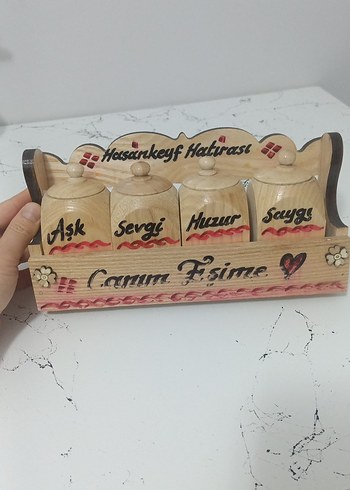 Hasankeyf Hatırası
Aşk Sevgi Huzur Saygı
Canım Eşime